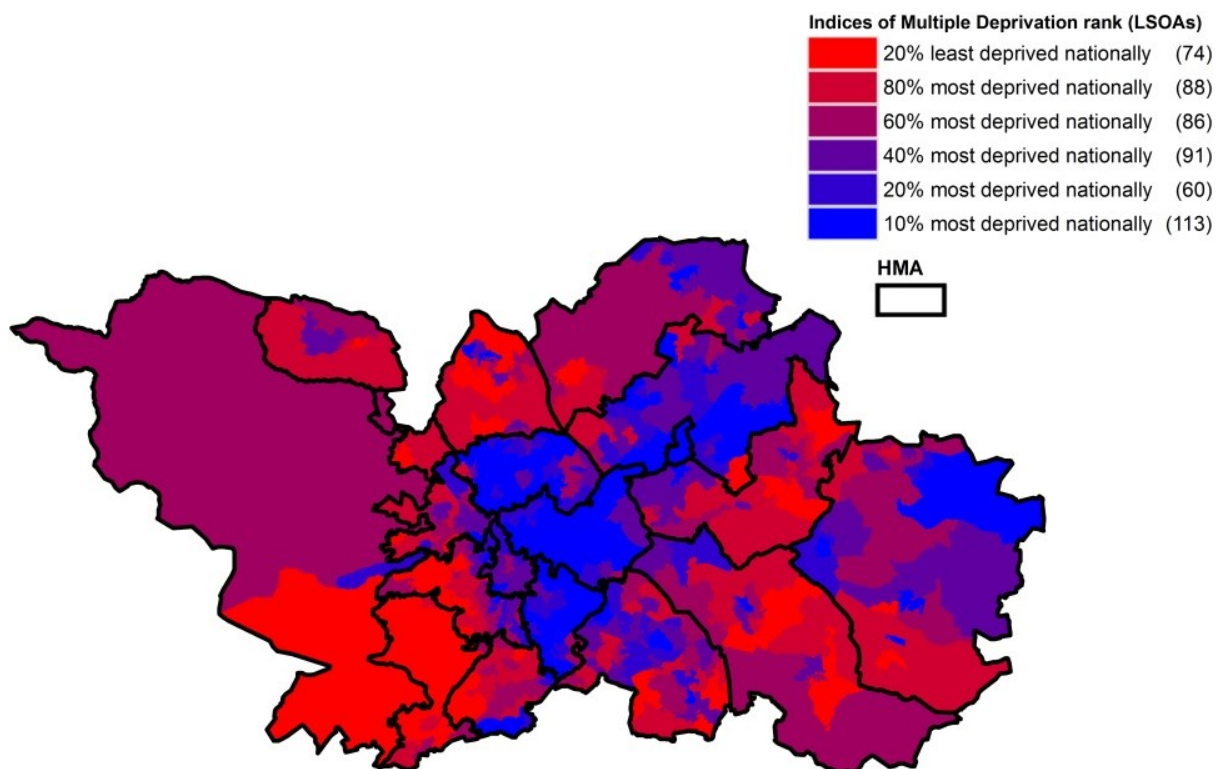 Indices of Multiple Deprivation rank (LSOAs)
20% least deprived nationally (74)
80% most deprived nationally (88)
60% most deprived nationally (86)
40% most deprived nationally (91)
20% most deprived nationally (60)
10% most deprived nationally (113)
HMA